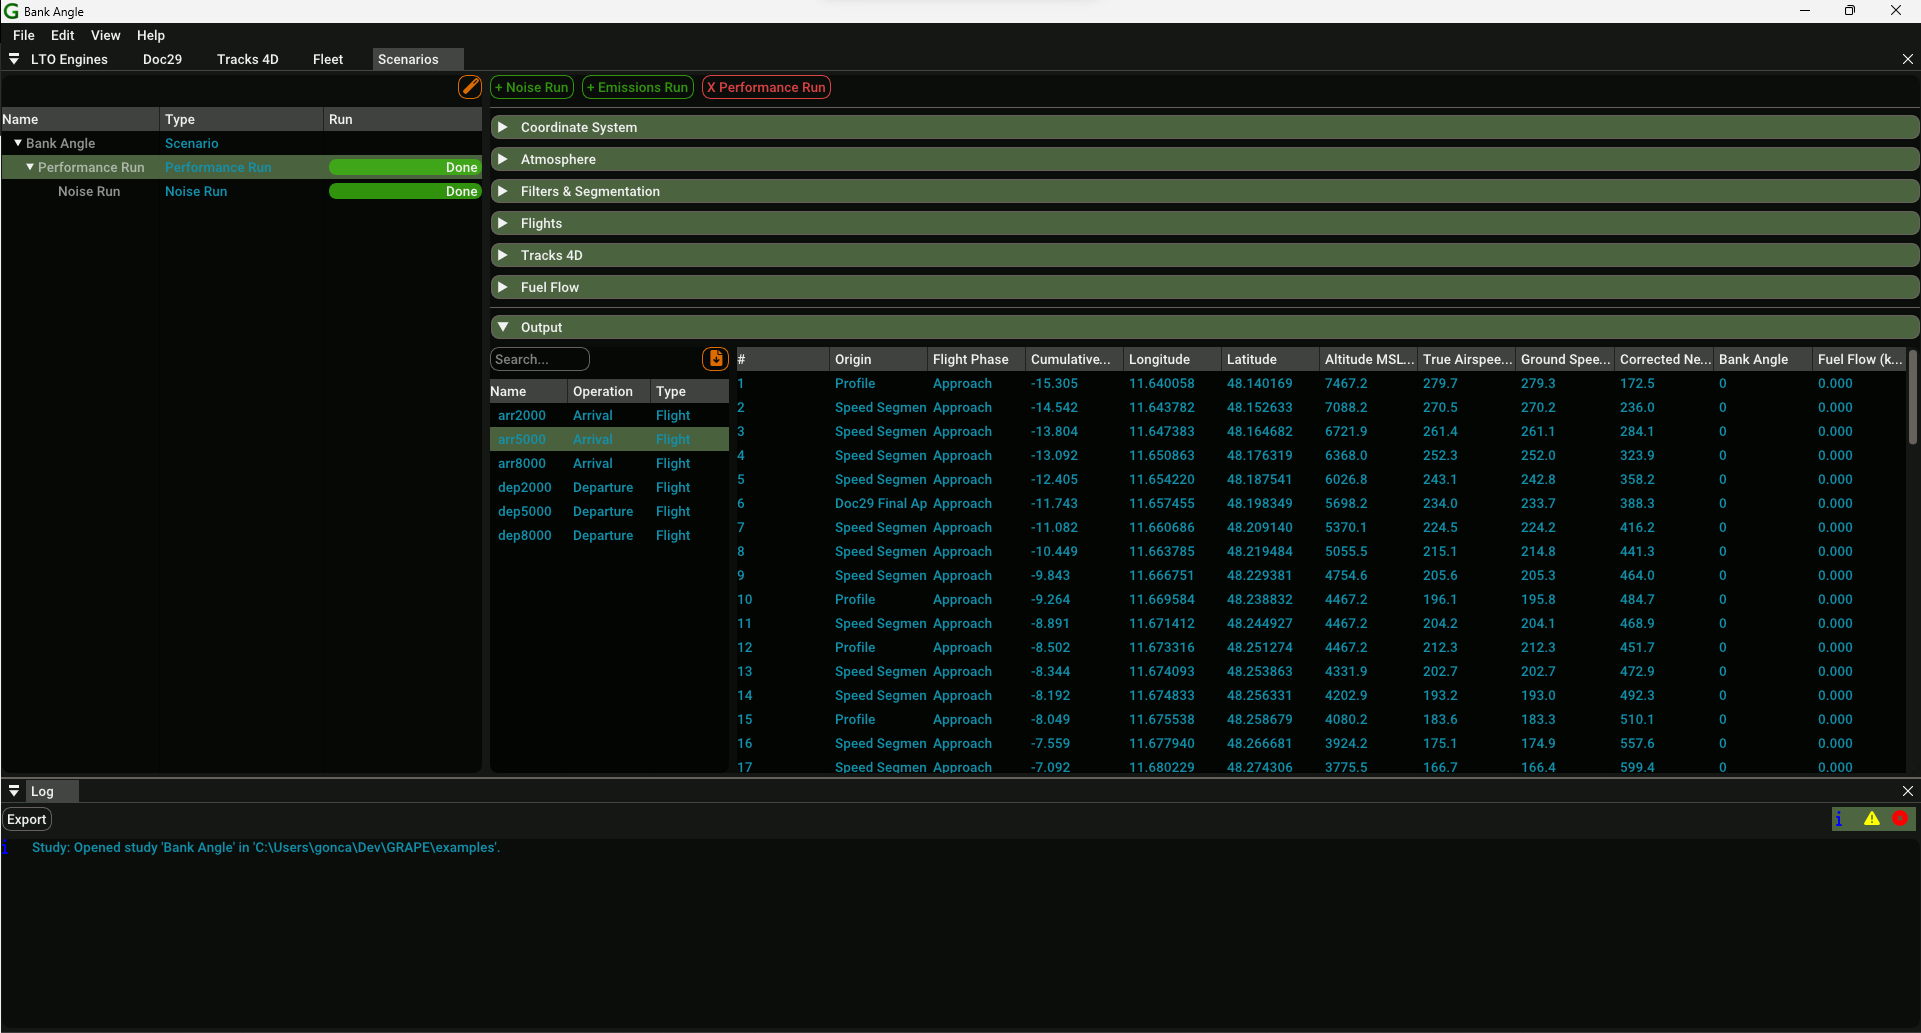 Bank Angle
File Edit View Help
LTO Engines Doc29 Tracks 4D Fleet Scenarios
+ Noise Run + Emissions Run X Performance Run
Name Type Run
Bank Angle Scenario
Performance Run Performance Run Done
Noise Run Noise Run Done
Coordinate System
Atmosphere
Filters & Segmentation
Flights
Tracks 4D
Fuel Flow
Output
Search...
Name Operation Type
arr2000 Arrival Flight
arr5000 Arrival Flight
arr8000 Arrival Flight
dep2000 Departure Flight
dep5000 Departure Flight
dep8000 Departure Flight
# Origin Flight Phase Cumulative... Longitude Latitude Altitude MSL... True Airspee... Ground Spee... Corrected Ne... Bank Angle Fuel Flow (k...
1 Profile Approach -15.305 11.640058 48.140169 7467.2 279.7 279.3 172.5 0 0.000
2 Speed Segmen Approach -14.542 11.643782 48.152633 7088.2 270.5 270.2 236.0 0 0.000
3 Speed Segmen Approach -13.804 11.647383 48.164682 6721.9 261.4 261.1 284.1 0 0.000
4 Speed Segmen Approach -13.092 11.650863 48.176319 6368.0 252.3 252.0 323.9 0 0.000
5 Speed Segmen Approach -12.405 11.654220 48.187541 6026.8 243.1 242.8 358.2 0 0.000
6 Doc29 Final Ap Approach -11.743 11.657455 48.198349 5698.2 234.0 233.7 388.3 0 0.000
7 Speed Segmen Approach -11.082 11.660686 48.209140 5370.1 224.5 224.2 416.2 0 0.000
8 Speed Segmen Approach -10.449 11.663785 48.219484 5055.5 215.1 214.8 441.3 0 0.000
9 Speed Segmen Approach -9.843 11.666751 48.229381 4754.6 205.6 205.3 464.0 0 0.000
10 Profile Approach -9.264 11.669584 48.238832 4467.2 196.1 195.8 484.7 0 0.000
11 Speed Segmen Approach -8.891 11.671412 48.244927 4467.2 204.2 204.1 468.9 0 0.000
12 Profile Approach -8.502 11.673316 48.251274 4467.2 212.3 212.3 451.7 0 0.000
13 Speed Segmen Approach -8.344 11.674093 48.253863 4331.9 202.7 202.7 472.9 0 0.000
14 Speed Segmen Approach -8.192 11.674833 48.256331 4202.9 193.2 193.0 492.3 0 0.000
15 Profile Approach -8.049 11.675538 48.258679 4080.2 183.6 183.3 510.1 0 0.000
16 Speed Segmen Approach -7.559 11.677940 48.266681 3924.2 175.1 174.9 557.6 0 0.000
17 Speed Segmen Approach -7.092 11.680229 48.274306 3775.5 166.7 166.4 599.4 0 0.000
Log
Export
Study: Opened study 'Bank Angle' in 'C:\Users\gonca\Dev\GRAPE\examples'.